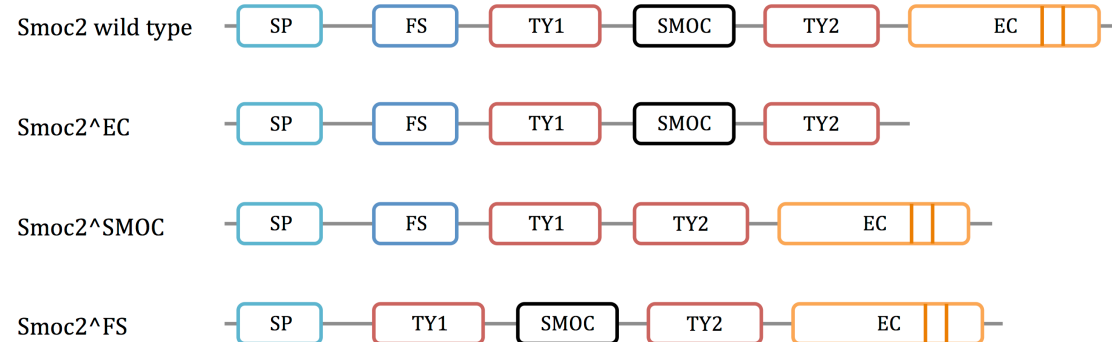 Smoc2 wild type SP FS TY1 SMOC TY2 EC
Smoc2^EC SP FS TY1 SMOC TY2
Smoc2^SMOC SP FS TY1 TY2 EC
Smoc2^FS SP TY1 SMOC TY2 EC